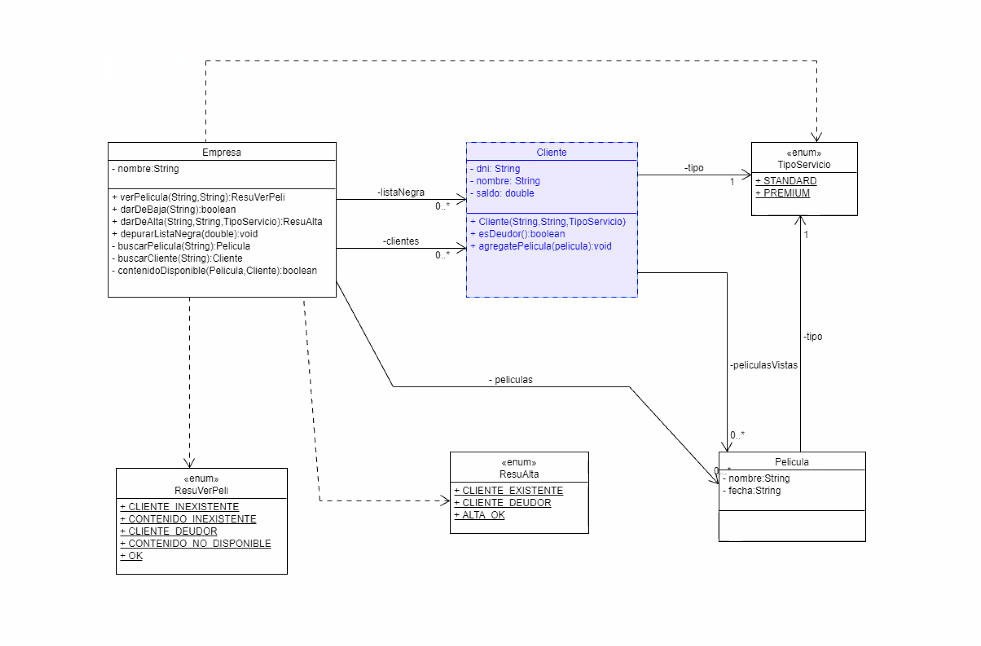 Empresa
- nombre:String
+ verPelicula(String,String):ResuVerPeli
+ darDeBaja(String):boolean
+ darDeAlta(String,String,TipoServicio):ResuAlta
+ depurarListaNegra(double):void
- buscarPelicula(String):Pelicula
- buscarCliente(String):Cliente
- contenidoDisponible(Pelicula,Cliente):boolean
-listaNegra
0..*
-clientes
0..*
Cliente
- dni: String
- nombre: String
- saldo: double
+ Cliente(String,String,TipoServicio)
+ esDeudor():boolean
+ agregatePelicula(pelicula):void
-tipo
1
«enum»
TipoServicio
+ STANDARD
+ PREMIUM
1
-tipo
-peliculasVistas
0..*
- peliculas
0..*
Pelicula
- nombre:String
- fecha:String
«enum»
ResuAlta
+ CLIENTE_EXISTENTE
+ CLIENTE_DEUDOR
+ ALTA_OK
«enum»
ResuVerPeli
+ CLIENTE_INEXISTENTE
+ CONTENIDO_INEXISTENTE
+ CLIENTE_DEUDOR
+ CONTENIDO_NO_DISPONIBLE
+ OK